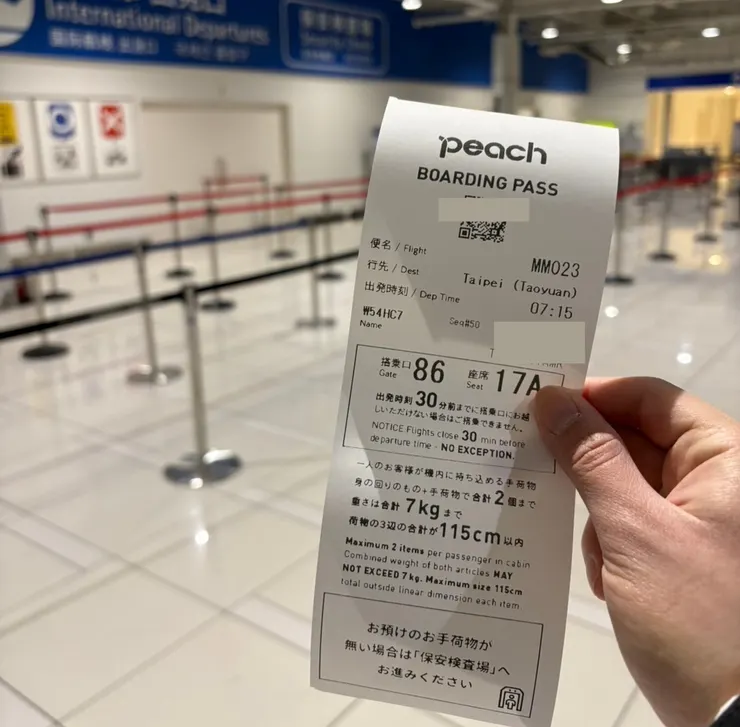 International Departures
peach
BOARDING PASS
便名 / Flight MM023
行先 / Dest Taipei (Taoyuan)
出発時刻 / Dep Time 07:15
W54HC7 Seq#50
Name
搭乗口 86 座席 17A
Gate Seat
出発時刻30分前までに搭乗口にお越
しいただけない場合はご搭乗できません。
NOTICE Flights close 30 min before
departure time - NO EXCEPTION.
一人のお客様が機内に持ち込める手荷物
身の回りのもの+手荷物で合計2個まで
重さは合計7kgまで
荷物の3辺の合計が115cm以内
Maximum 2 items per passenger in cabin
Combined weight of both articles MAY
NOT EXCEED 7kg. Maximum size 115cm
total outside linear dimension each item
お預けのお手荷物が
無い場合は「保安検査場」へ
お進みください